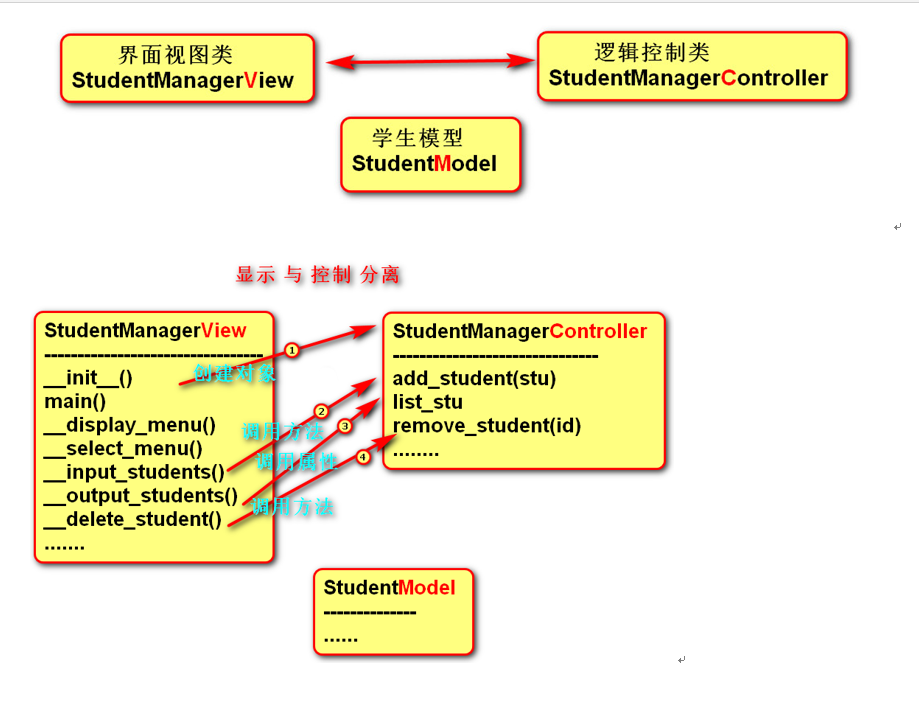 界面视图类
StudentManagerView
逻辑控制类
StudentManagerController
学生模型
StudentModel
显示 与 控制 分离
StudentManagerView
---------------------------------
__init__()
main()
__display_menu()
__select_menu()
__input_students()
__output_students()
__delete_student()
.......
1
创建对象
2
调用方法
3
调用属性
4
调用方法
StudentManagerController
-------------------------------
add_student(stu)
list_stu
remove_student(id)
........
StudentModel
--------------
......